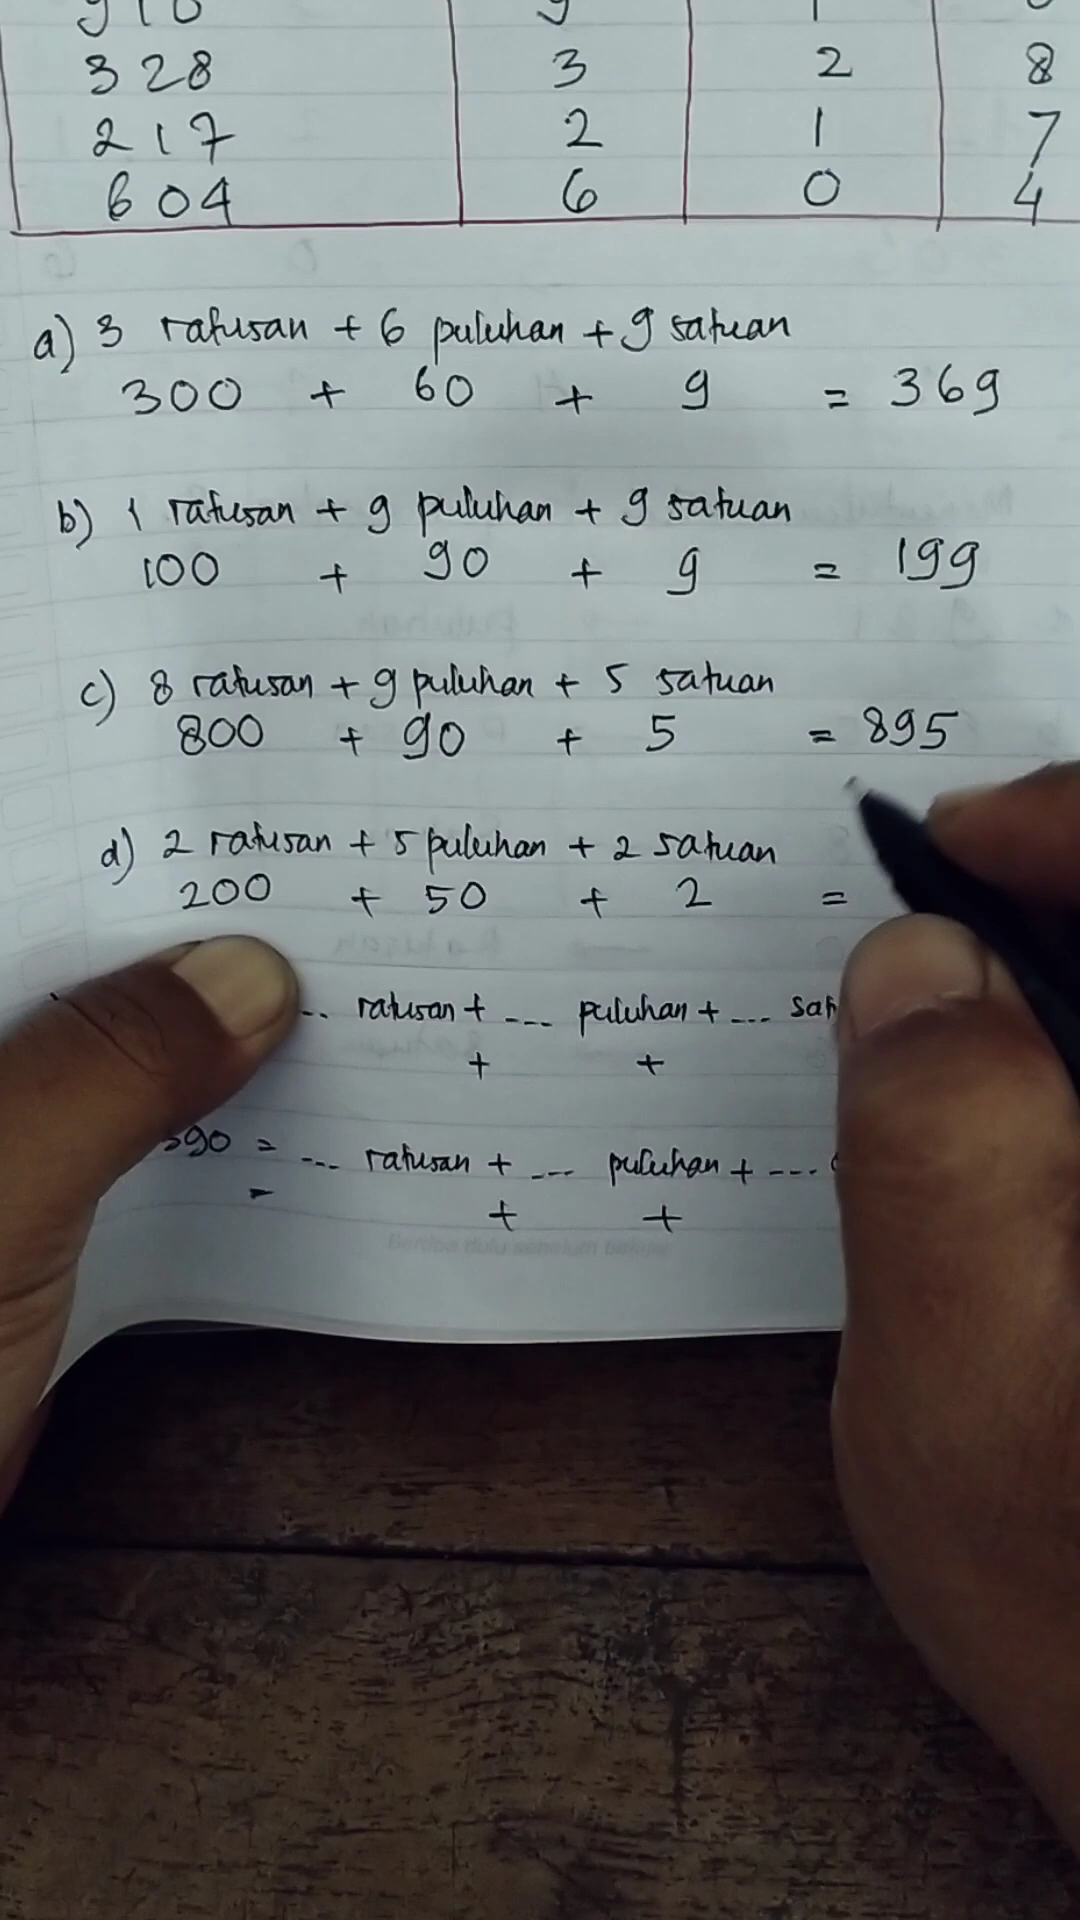 328 3 2 8
217 2 1 7
604 6 0 4
a) 3 ratusan + 6 puluhan + 9 satuan
300 + 60 + 9 = 369
b) 1 ratusan + 9 puluhan + 9 satuan
100 + 90 + 9 = 199
c) 8 ratusan + 9 puluhan + 5 satuan
800 + 90 + 5 = 895
d) 2 ratusan + 5 puluhan + 2 satuan
200 + 50 + 2 =
... ratusan + ... puluhan + ...
+ +
90 = ... ratusan + ... puluhan + ...
= + +